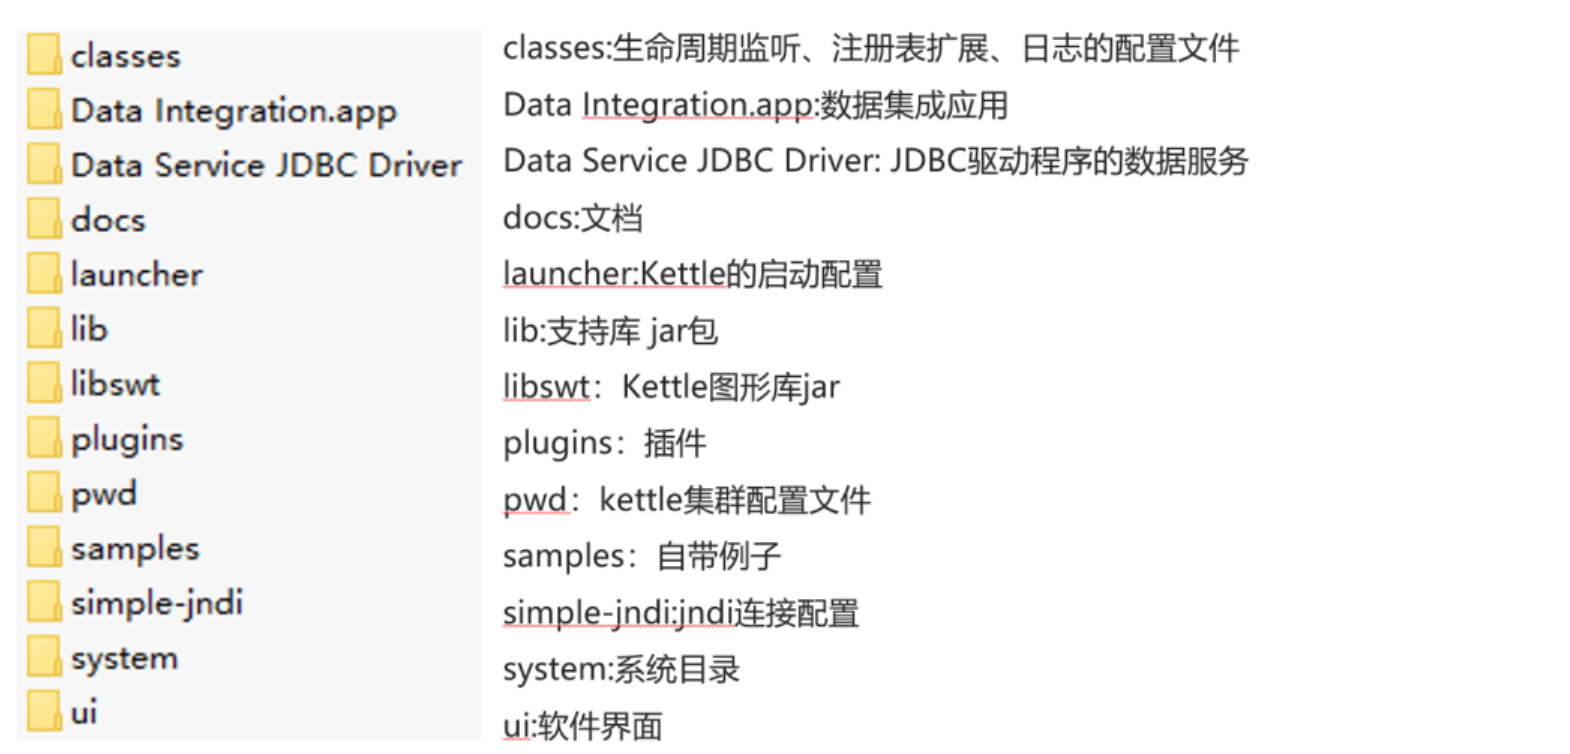 classes
Data Integration.app
Data Service JDBC Driver
docs
launcher
lib
libswt
plugins
pwd
samples
simple-jndi
system
ui
classes:生命周期监听、注册表扩展、日志的配置文件
Data Integration.app:数据集成应用
Data Service JDBC Driver: JDBC驱动程序的数据服务
docs:文档
launcher:Kettle的启动配置
lib:支持库 jar包
libswt：Kettle图形库jar
plugins：插件
pwd：kettle集群配置文件
samples：自带例子
simple-jndi:jndi连接配置
system:系统目录
ui:软件界面